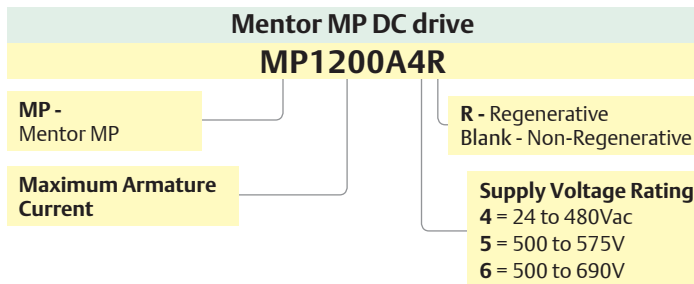 Mentor MP DC drive
MP1200A4R
MP -
Mentor MP
Maximum Armature
Current
R - Regenerative
Blank - Non-Regenerative
Supply Voltage Rating
4 = 24 to 480Vac
5 = 500 to 575V
6 = 500 to 690V